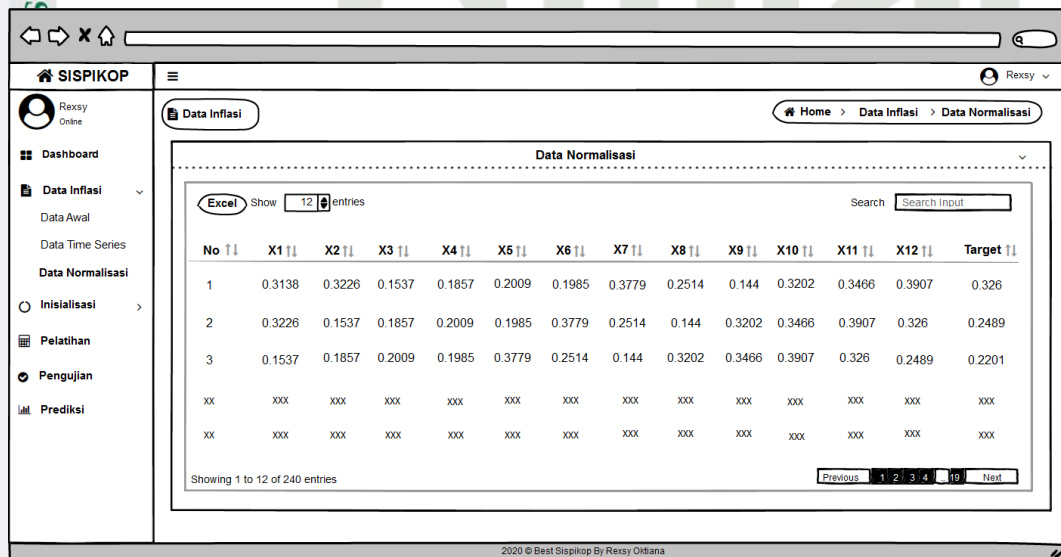 SISPIKOP
Rexsy
Rexsy
Online
Data Inflasi
Home > Data Inflasi > Data Normalisasi
Dashboard
Data Inflasi
Data Awal
Data Time Series
Data Normalisasi
Inisialisasi
Pelatihan
Pengujian
Prediksi
Data Normalisasi
Excel Show 12 entries Search Search Input
No X1 X2 X3 X4 X5 X6 X7 X8 X9 X10 X11 X12 Target
1 0.3138 0.3226 0.1537 0.1857 0.2009 0.1985 0.3779 0.2514 0.144 0.3202 0.3466 0.3907 0.326
2 0.3226 0.1537 0.1857 0.2009 0.1985 0.3779 0.2514 0.144 0.3202 0.3466 0.3907 0.326 0.2489
3 0.1537 0.1857 0.2009 0.1985 0.3779 0.2514 0.144 0.3202 0.3466 0.3907 0.326 0.2489 0.2201
xx xxx xxx xxx xxx xxx xxx xxx xxx xxx xxx xxx xxx xxx
xx xxx xxx xxx xxx xxx xxx xxx xxx xxx xxx xxx xxx xxx
Showing 1 to 12 of 240 entries Previous 1 2 3 4 ... 19 Next
2020 © Best Sispikop By Rexsy Oktiana